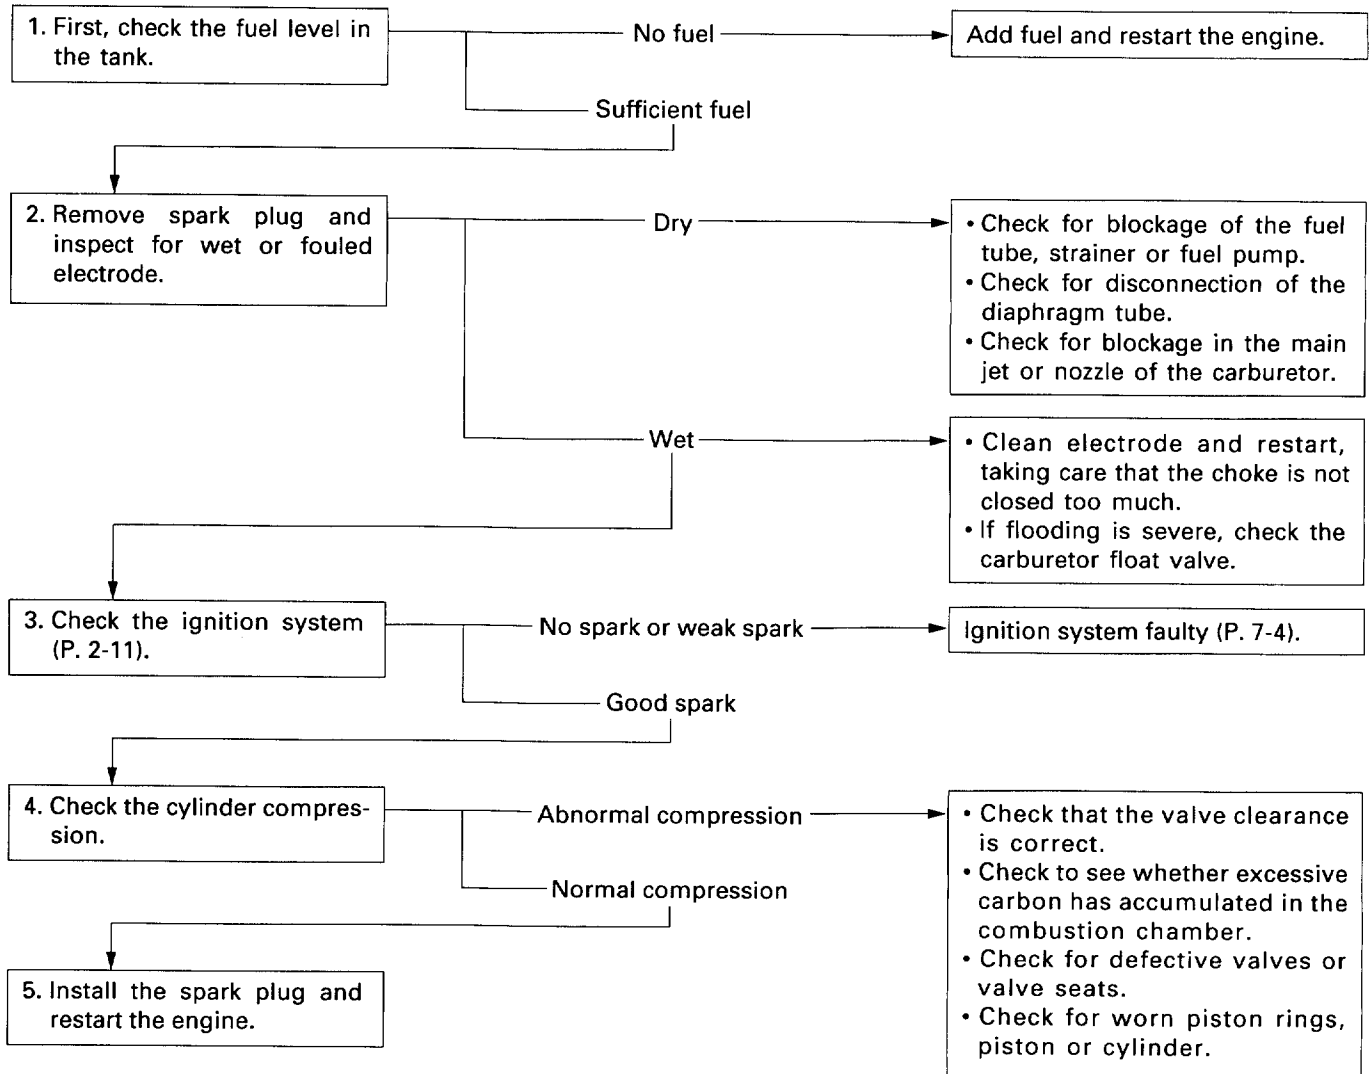 1. First, check the fuel level in
the tank.
No fuel
Add fuel and restart the engine.
Sufficient fuel
2. Remove spark plug and
inspect for wet or fouled
electrode.
Dry
• Check for blockage of the fuel
tube, strainer or fuel pump.
• Check for disconnection of the
diaphragm tube.
• Check for blockage in the main
jet or nozzle of the carburetor.
Wet
• Clean electrode and restart,
taking care that the choke is not
closed too much.
• If flooding is severe, check the
carburetor float valve.
3. Check the ignition system
(P. 2-11).
No spark or weak spark
Ignition system faulty (P. 7-4).
Good spark
4. Check the cylinder compres-
sion.
Abnormal compression
• Check that the valve clearance
is correct.
• Check to see whether excessive
carbon has accumulated in the
combustion chamber.
• Check for defective valves or
valve seats.
• Check for worn piston rings,
piston or cylinder.
Normal compression
5. Install the spark plug and
restart the engine.